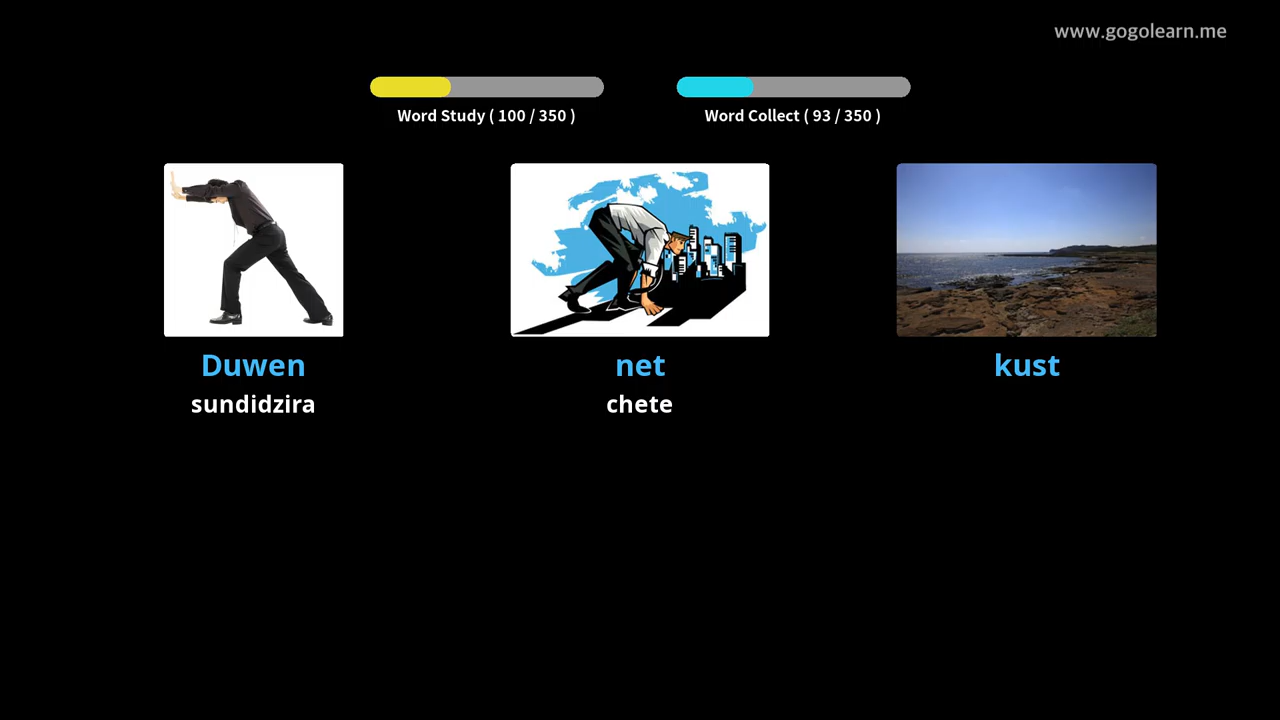 www.gogolearn.me
Word Study ( 100 / 350 )
Word Collect ( 93 / 350 )
Duwen
net
kust
sundidzira
chete